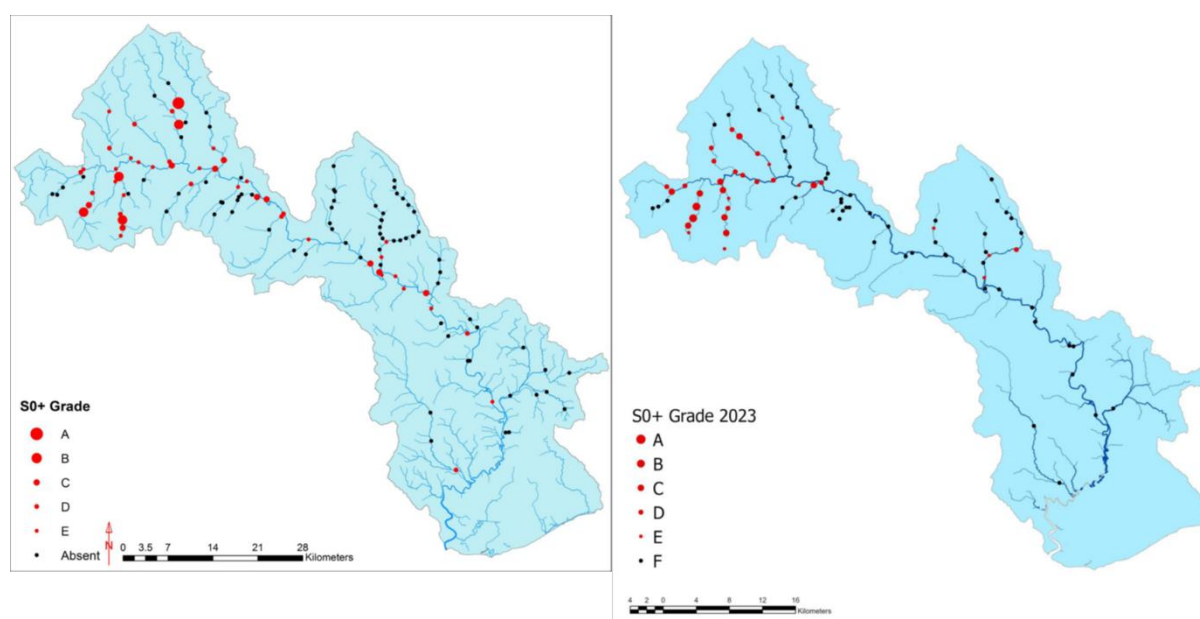 S0+ Grade
A
B
C
D
E
Absent
N
0 3.5 7 14 21 28
Kilometers
S0+ Grade 2023
A
B
C
D
E
F
4 2 0 4 8 12 16
Kilometers